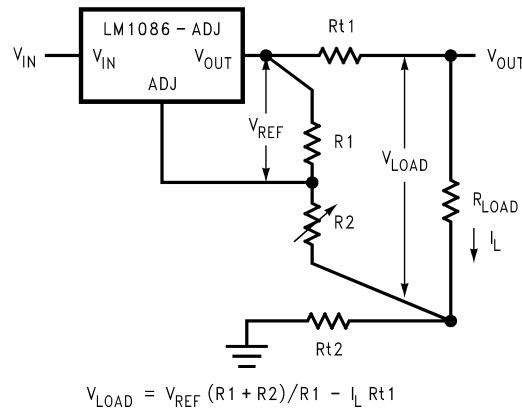 LM1086-ADJ
V_IN
V_IN
V_OUT
ADJ
Rt1
V_OUT
V_REF
R1
V_LOAD
R2
R_LOAD
I_L
Rt2
V_LOAD = V_REF (R1 + R2)/R1 - I_L Rt1